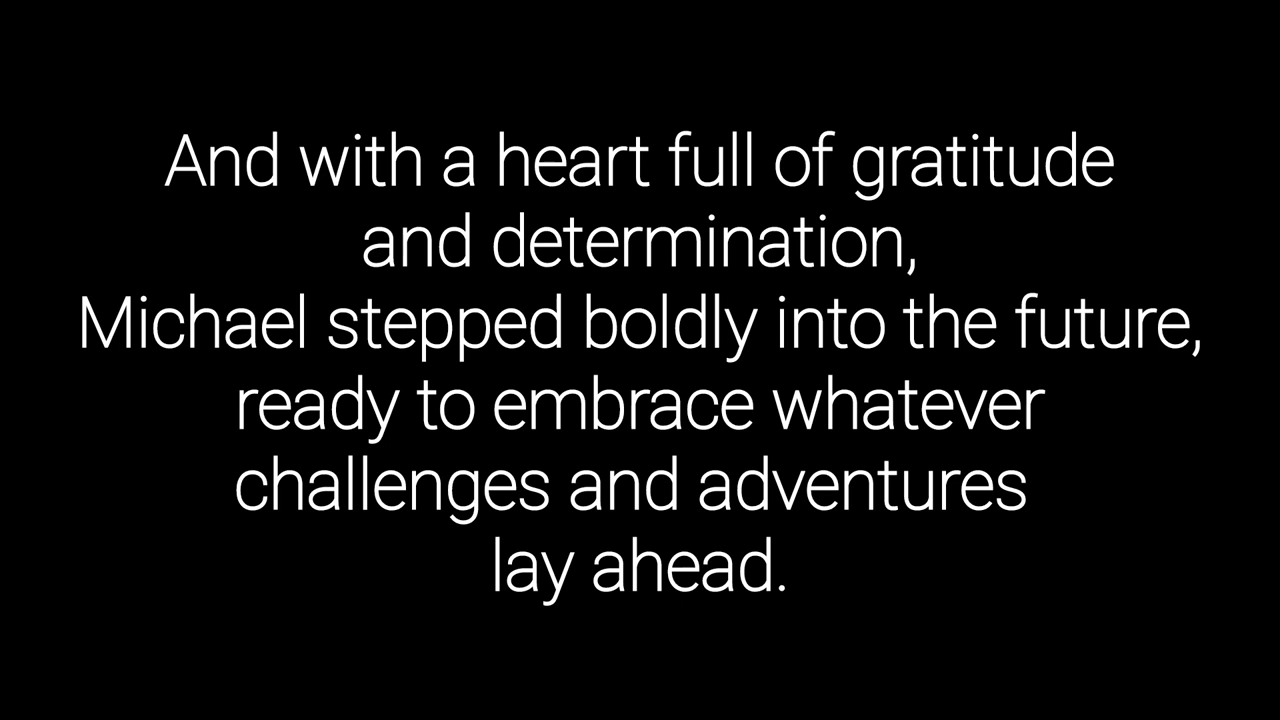 And with a heart full of gratitude
and determination,
Michael stepped boldly into the future,
ready to embrace whatever
challenges and adventures
lay ahead.